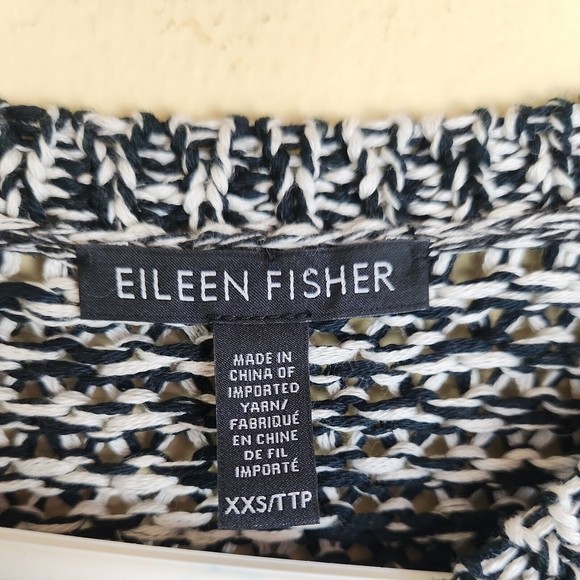 EILEEN FISHER
MADE IN
CHINA OF
IMPORTED
YARN/
FABRIQUÉ
EN CHINE
DE FIL
IMPORTÉ
XXS/TTP